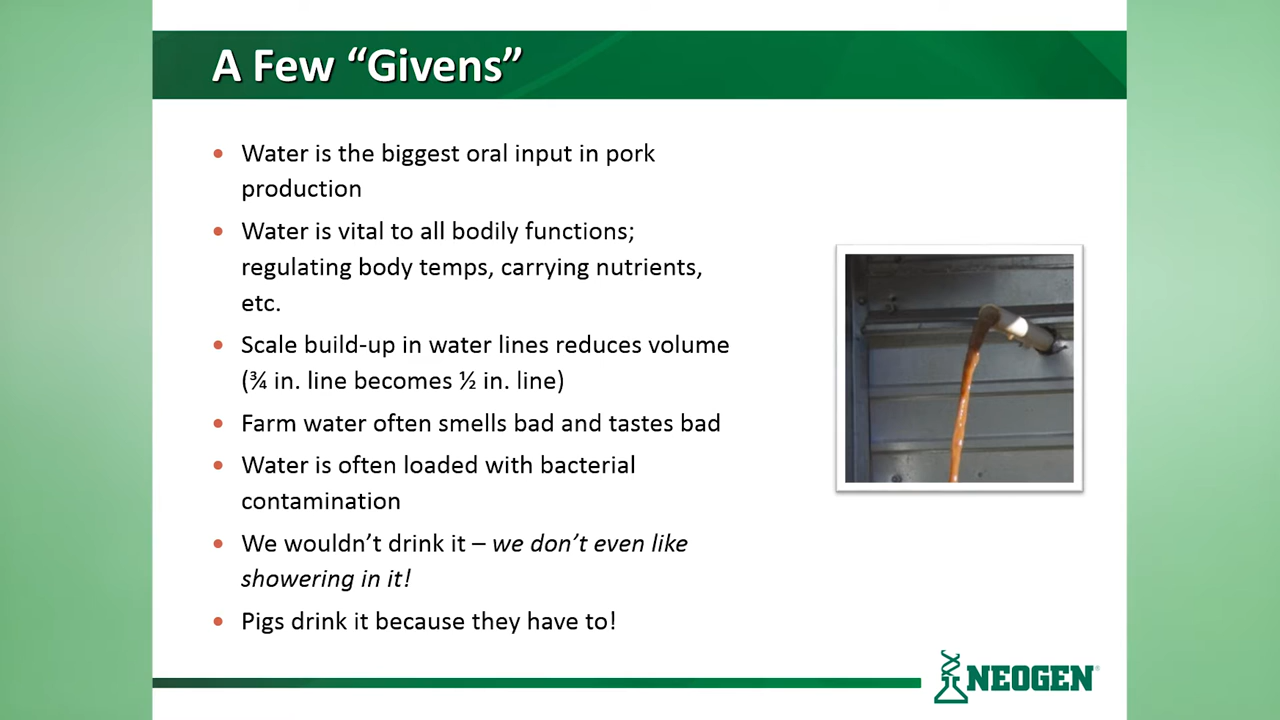 A Few “Givens”
• Water is the biggest oral input in pork
production
• Water is vital to all bodily functions;
regulating body temps, carrying nutrients,
etc.
• Scale build-up in water lines reduces volume
(¾ in. line becomes ½ in. line)
• Farm water often smells bad and tastes bad
• Water is often loaded with bacterial
contamination
• We wouldn’t drink it – we don’t even like
showering in it!
• Pigs drink it because they have to!
NEOGEN®